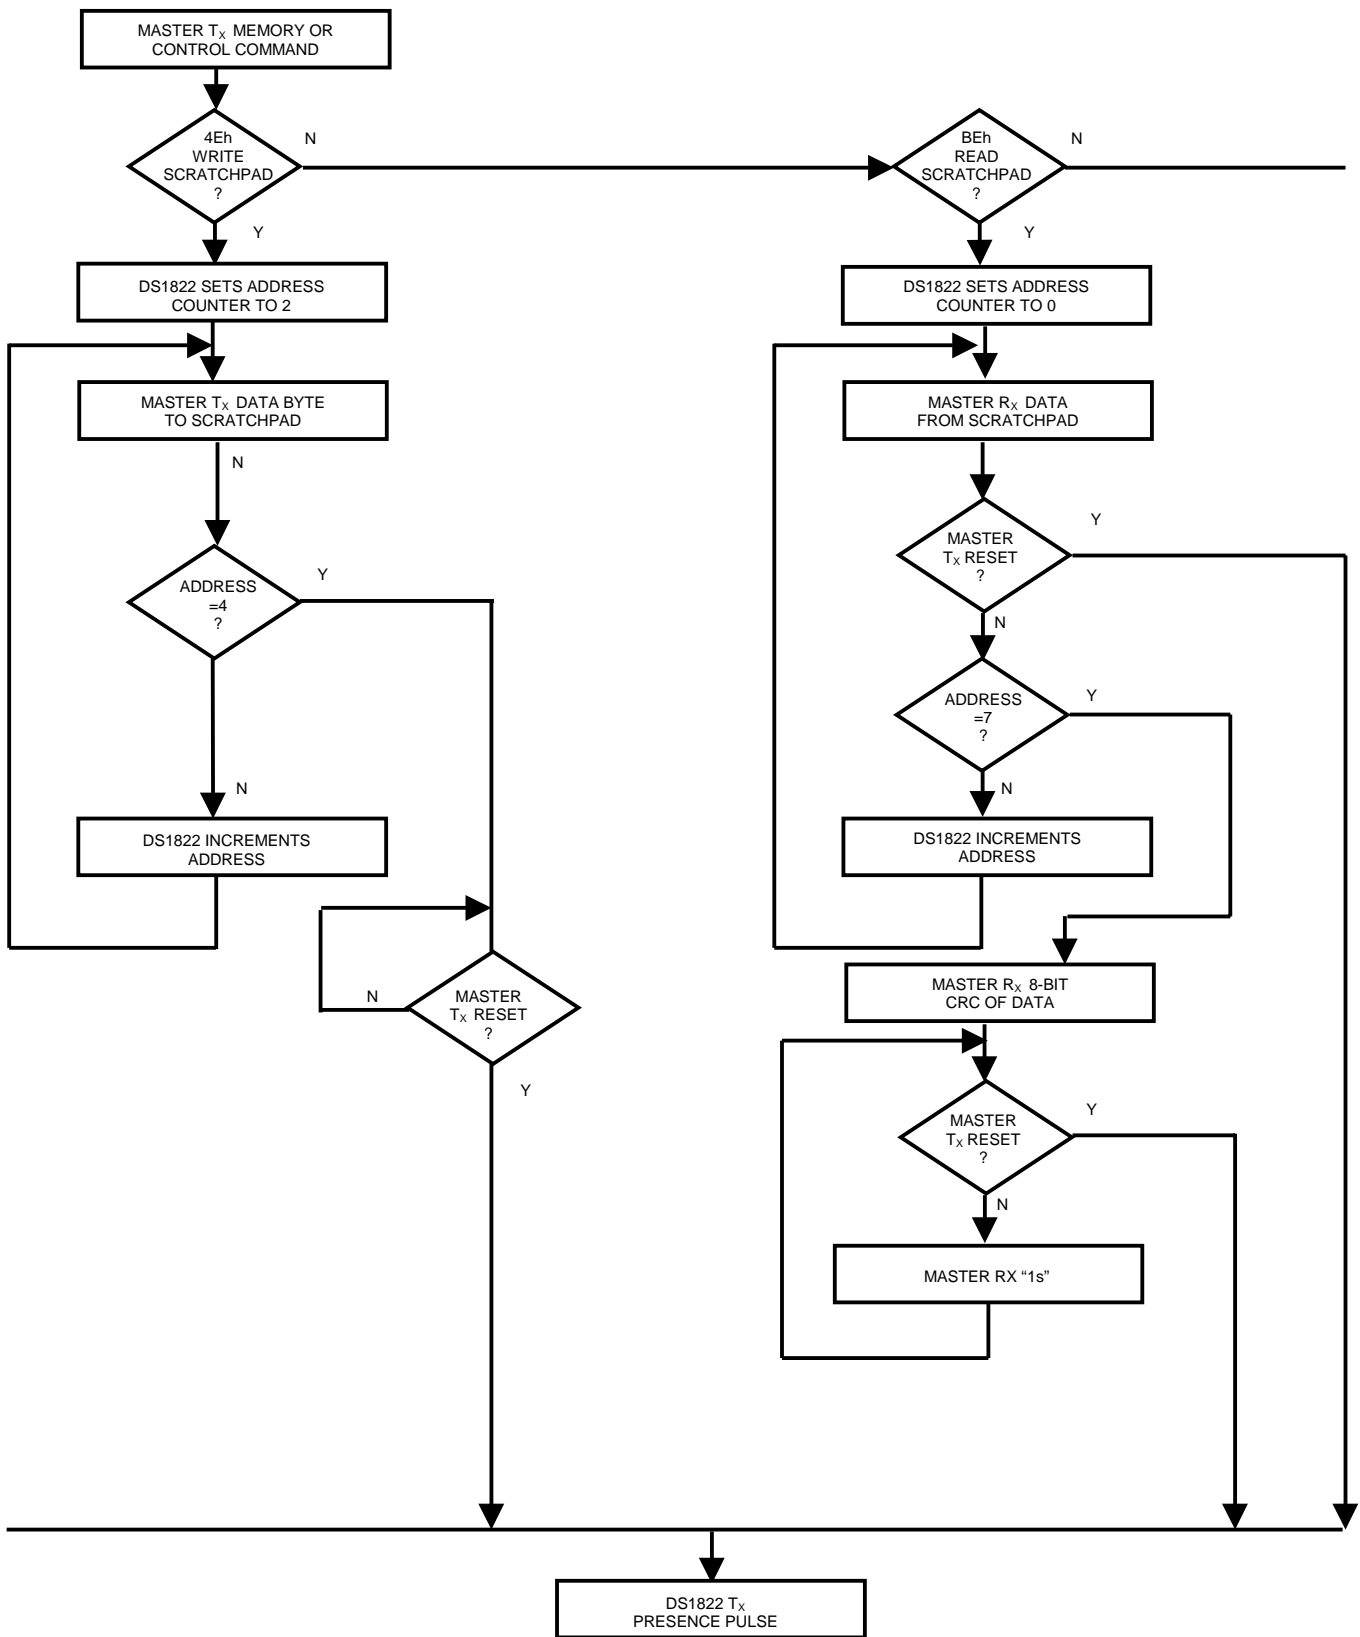 MASTER TX MEMORY OR
CONTROL COMMAND
4Eh
WRITE
SCRATCHPAD
?
N
Y
DS1822 SETS ADDRESS
COUNTER TO 2
MASTER TX DATA BYTE
TO SCRATCHPAD
N
ADDRESS
=4
?
Y
N
DS1822 INCREMENTS
ADDRESS
MASTER
TX RESET
?
N
Y
BEh
READ
SCRATCHPAD
?
N
Y
DS1822 SETS ADDRESS
COUNTER TO 0
MASTER RX DATA
FROM SCRATCHPAD
MASTER
TX RESET
?
Y
N
ADDRESS
=7
?
Y
N
DS1822 INCREMENTS
ADDRESS
MASTER RX 8-BIT
CRC OF DATA
MASTER
TX RESET
?
Y
N
MASTER RX “1s”
DS1822 TX
PRESENCE PULSE